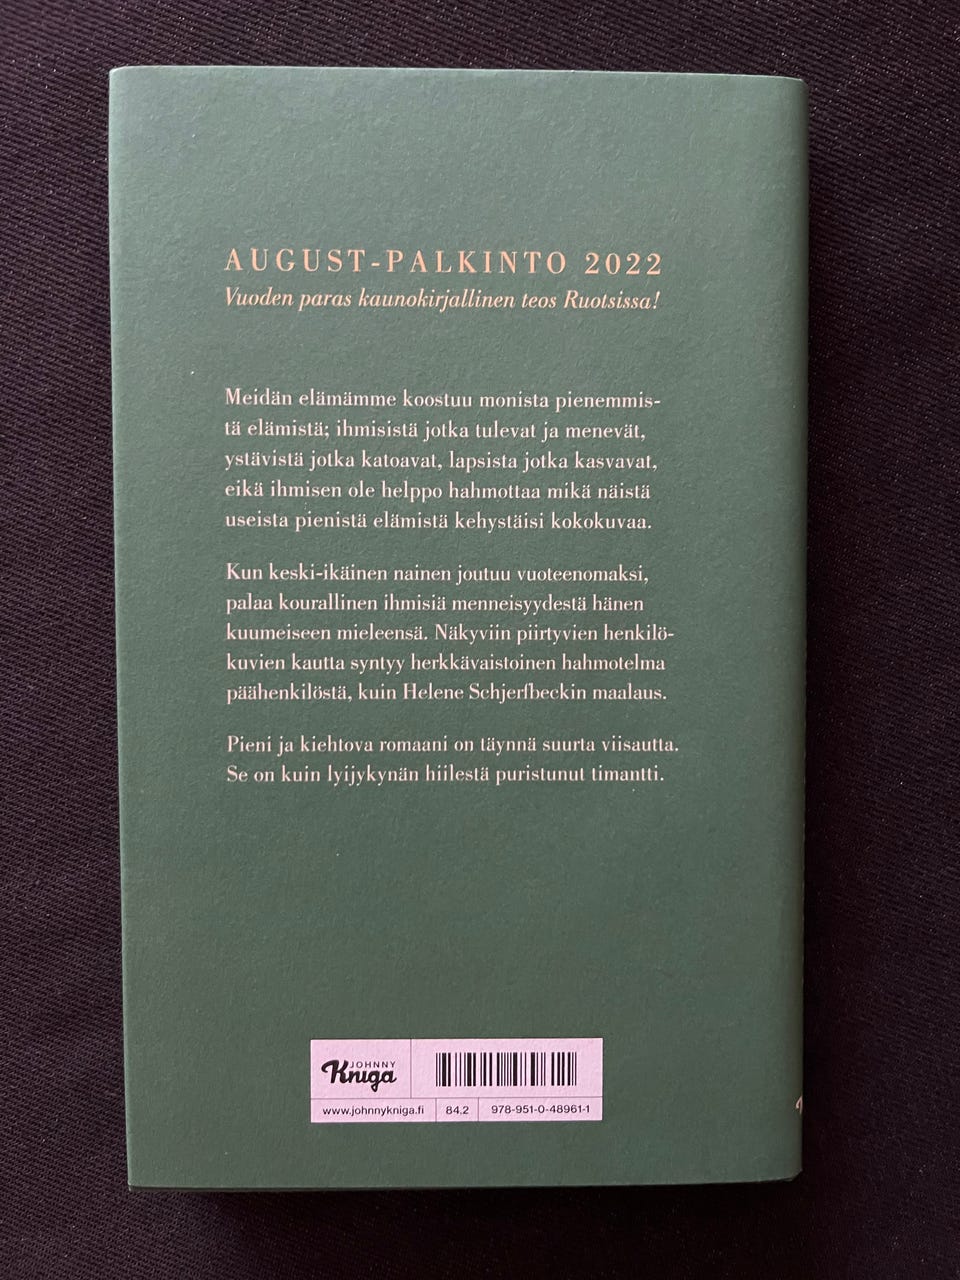 AUGUST-PALKINTO 2022
Vuoden paras kaunokirjallinen teos Ruotsissa!
Meidän elämämme koostuu monista pienemmis-
tä elämistä; ihmisistä jotka tulevat ja menevät,
ystävistä jotka katoavat, lapsista jotka kasvavat,
eikä ihmisen ole helppo hahmottaa mikä näistä
useista pienistä elämistä kehystäisi kokokuvaa.
Kun keski-ikäinen nainen joutuu vuoteenomaksi,
palaa kourallinen ihmisiä menneisyydestä hänen
kuumeiseen mieleensä. Näkyviin piirtyvien henkilö-
kuvien kautta syntyy herkkävaistoinen hahmotelma
päähenkilöstä, kuin Helene Schjerfbeckin maalaus.
Pieni ja kiehtova romaani on täynnä suurta viisautta.
Se on kuin lyijykynän hiilestä puristunut timantti.
JOHNNY
Kniga
www.johnnykniga.fi 84.2 978-951-0-48961-1